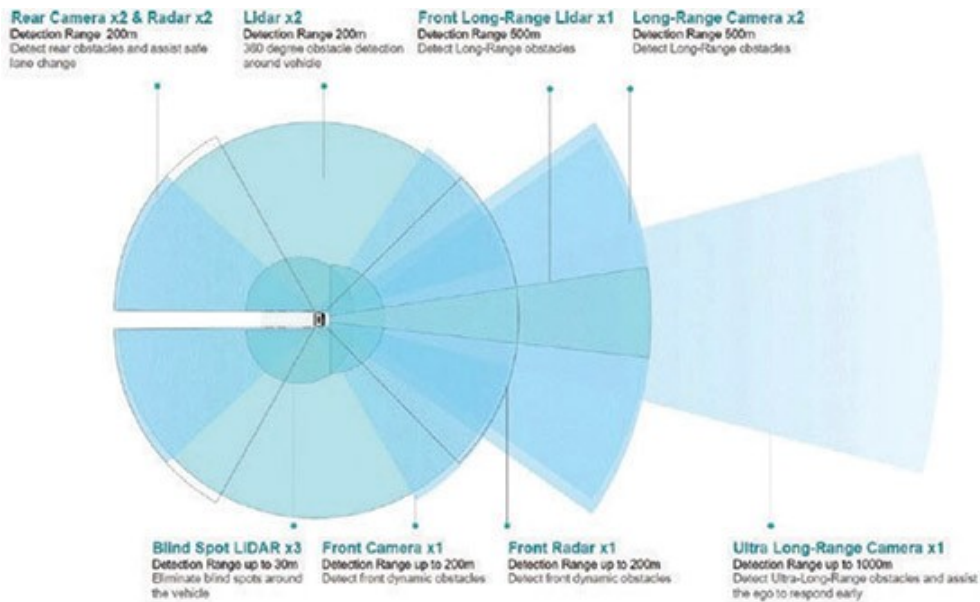 Rear Camera x2 & Radar x2
Detection Range 200m
Detect rear obstacles and assist safe
lane change
Lidar x2
Detection Range 200m
360 degree obstacle detection
around vehicle
Front Long-Range Lidar x1
Detection Range 500m
Detect Long-Range obstacles
Long-Range Camera x2
Detection Range 500m
Detect Long-Range obstacles
Blind Spot LIDAR x3
Detection Range up to 30m
Eliminate blind spots around
the vehicle
Front Camera x1
Detection Range up to 200m
Detect front dynamic obstacles
Front Radar x1
Detection Range up to 200m
Detect front dynamic obstacles
Ultra Long-Range Camera x1
Detection Range up to 1000m
Detect Ultra-Long-Range obstacles and assist
the ego to respond early